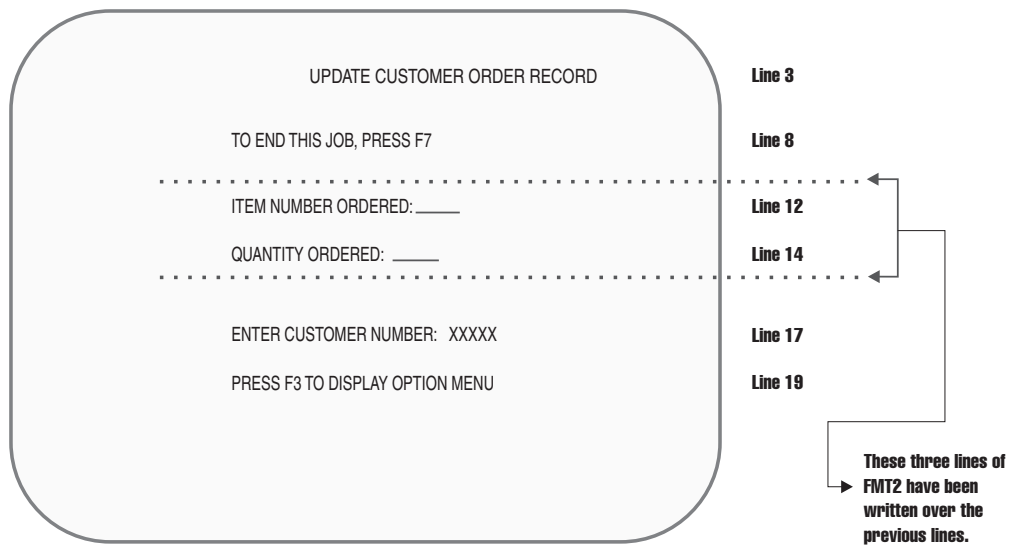 UPDATE CUSTOMER ORDER RECORD Line 3
TO END THIS JOB, PRESS F7 Line 8
ITEM NUMBER ORDERED: _____ Line 12
QUANTITY ORDERED: _____ Line 14
ENTER CUSTOMER NUMBER: XXXXX Line 17
PRESS F3 TO DISPLAY OPTION MENU Line 19
These three lines of
FMT2 have been
written over the
previous lines.